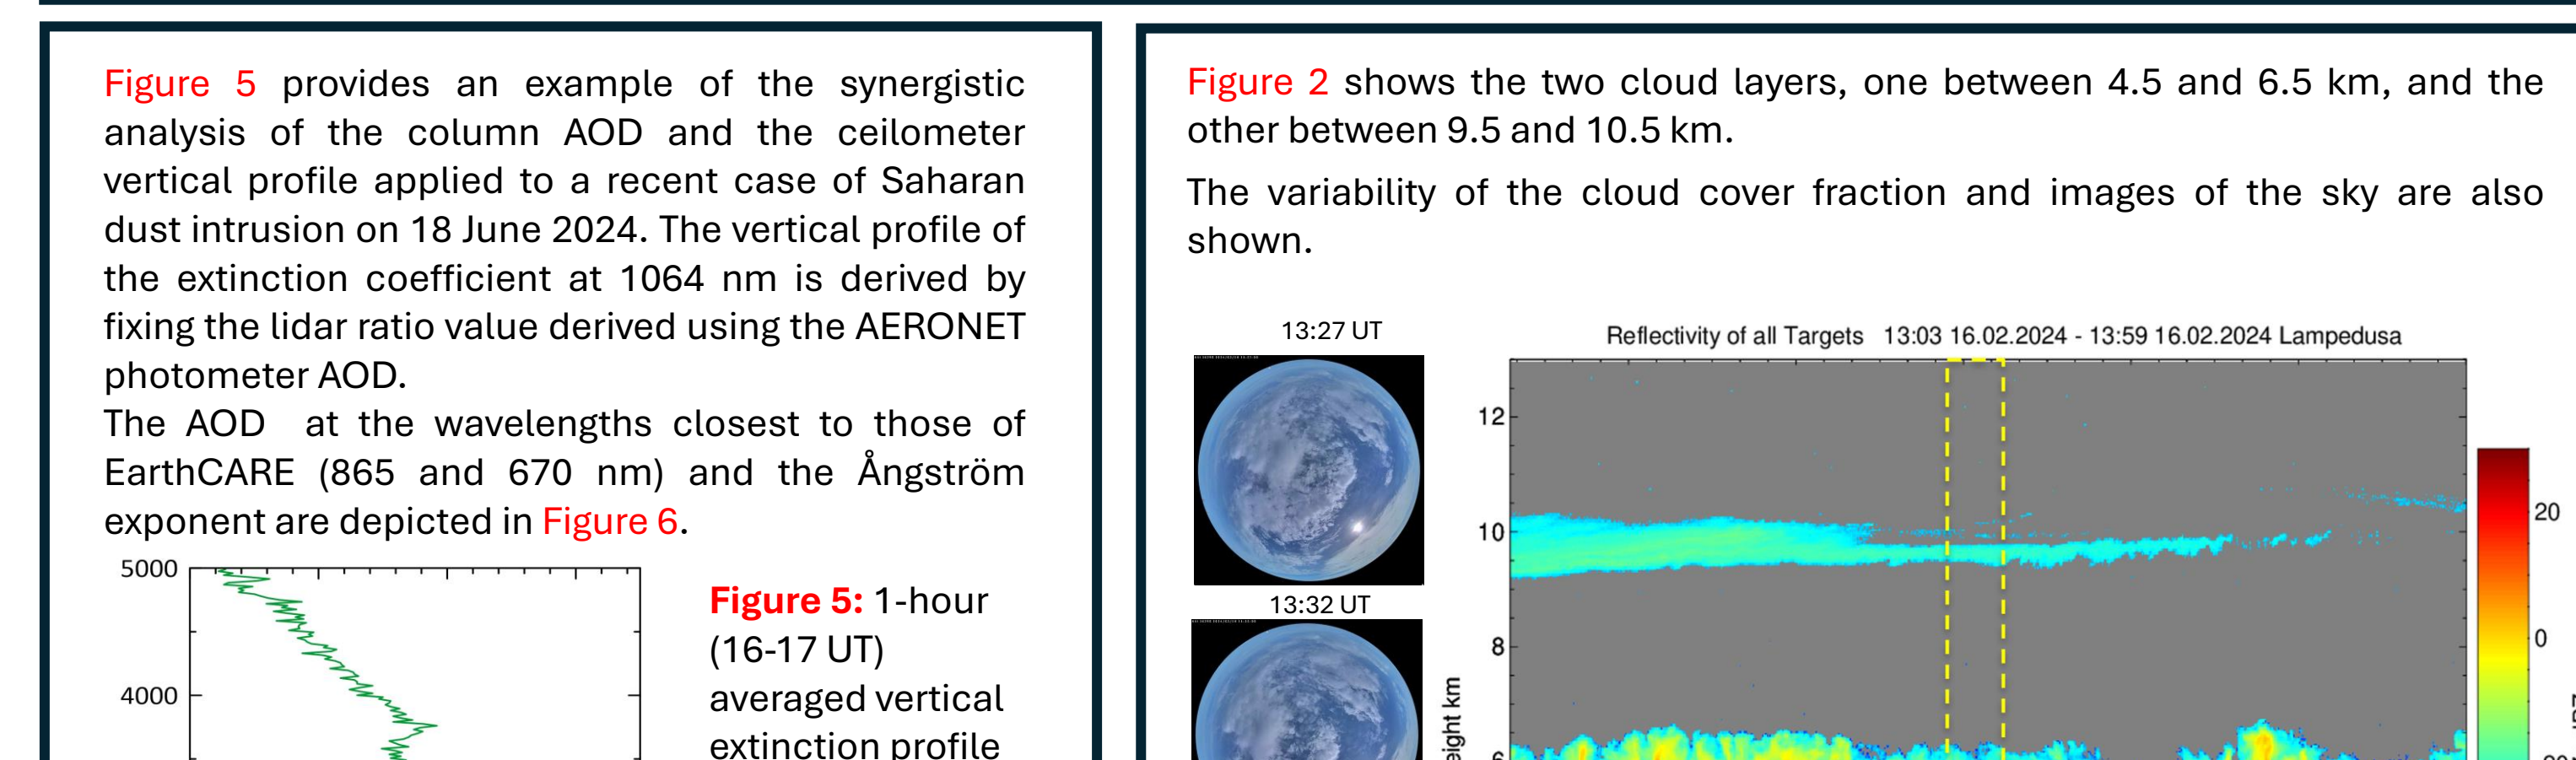 Figure 5 provides an example of the synergistic
analysis of the column AOD and the ceilometer
vertical profile applied to a recent case of Saharan
dust intrusion on 18 June 2024. The vertical profile of
the extinction coefficient at 1064 nm is derived by
fixing the lidar ratio value derived using the AERONET
photometer AOD.
The AOD at the wavelengths closest to those of
EarthCARE (865 and 670 nm) and the Ångström
exponent are depicted in Figure 6.
5000
4000
Figure 5: 1-hour
(16-17 UT)
averaged vertical
extinction profile
Figure 2 shows the two cloud layers, one between 4.5 and 6.5 km, and the
other between 9.5 and 10.5 km.
The variability of the cloud cover fraction and images of the sky are also
shown.
13:27 UT
13:32 UT
Reflectivity of all Targets 13:03 16.02.2024 - 13:59 16.02.2024 Lampedusa
12
10
8
6
km
20
0